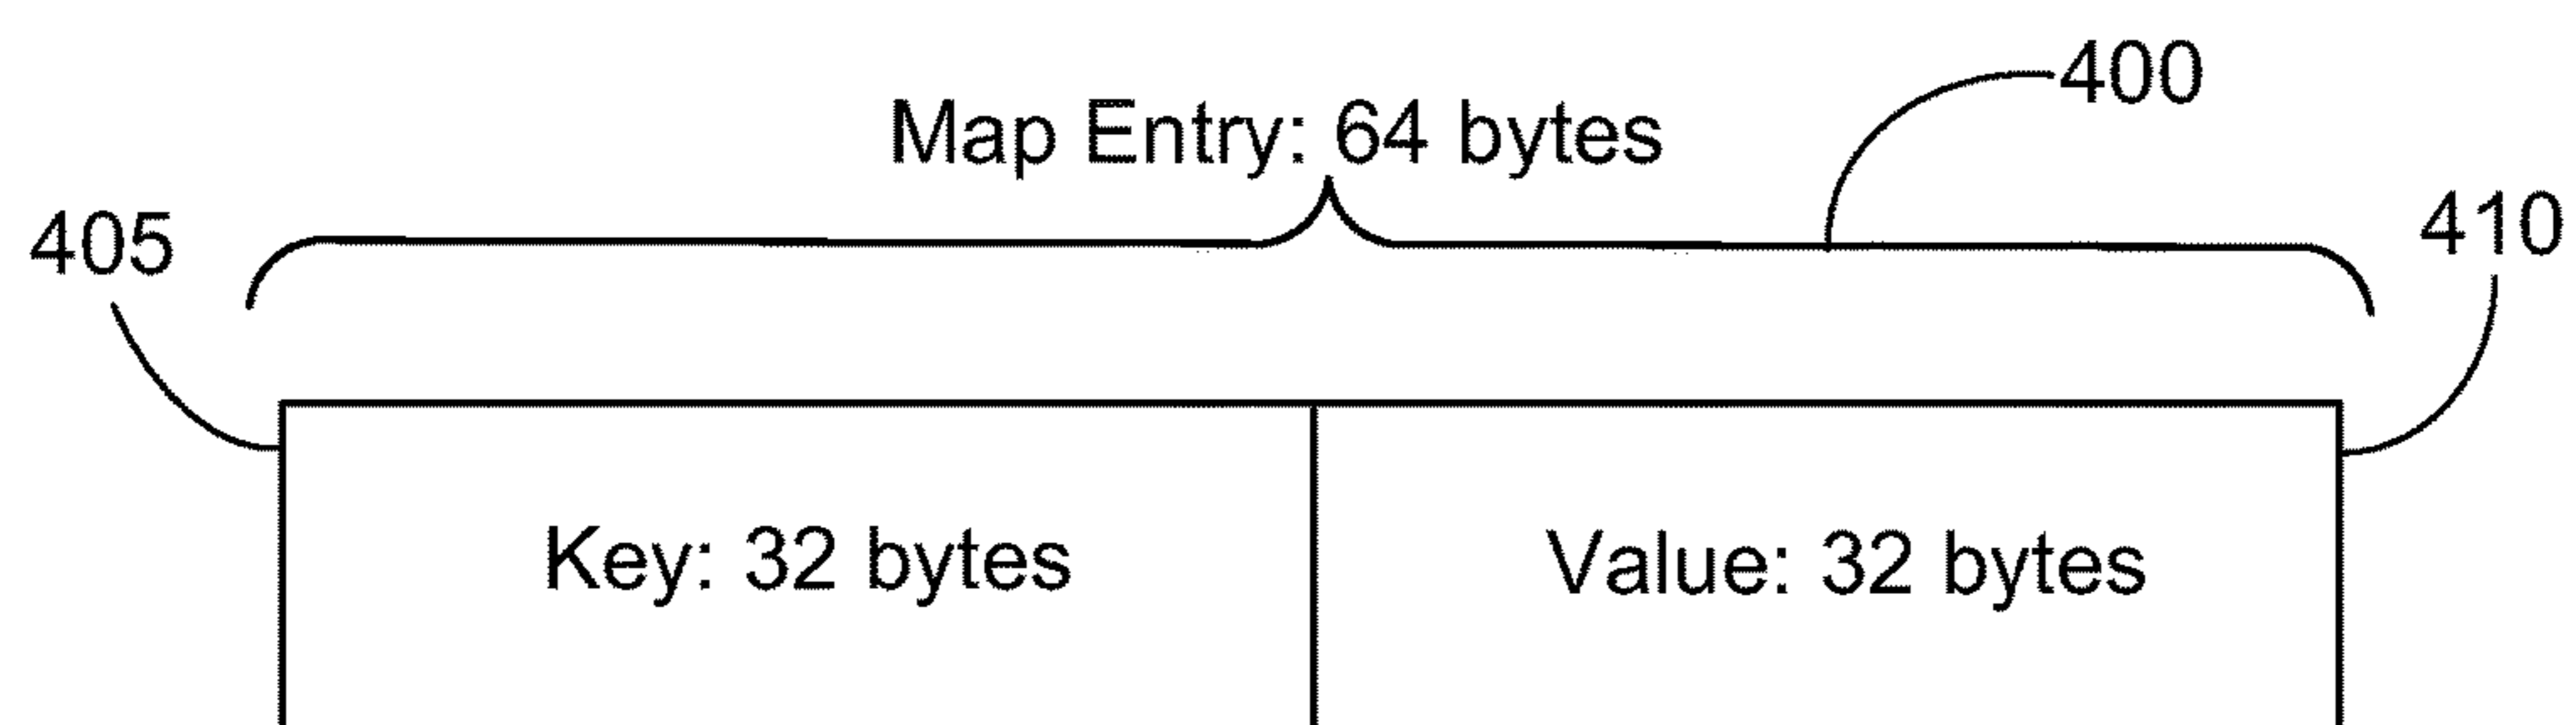 400
Map Entry: 64 bytes
405
410
Key: 32 bytes
Value: 32 bytes